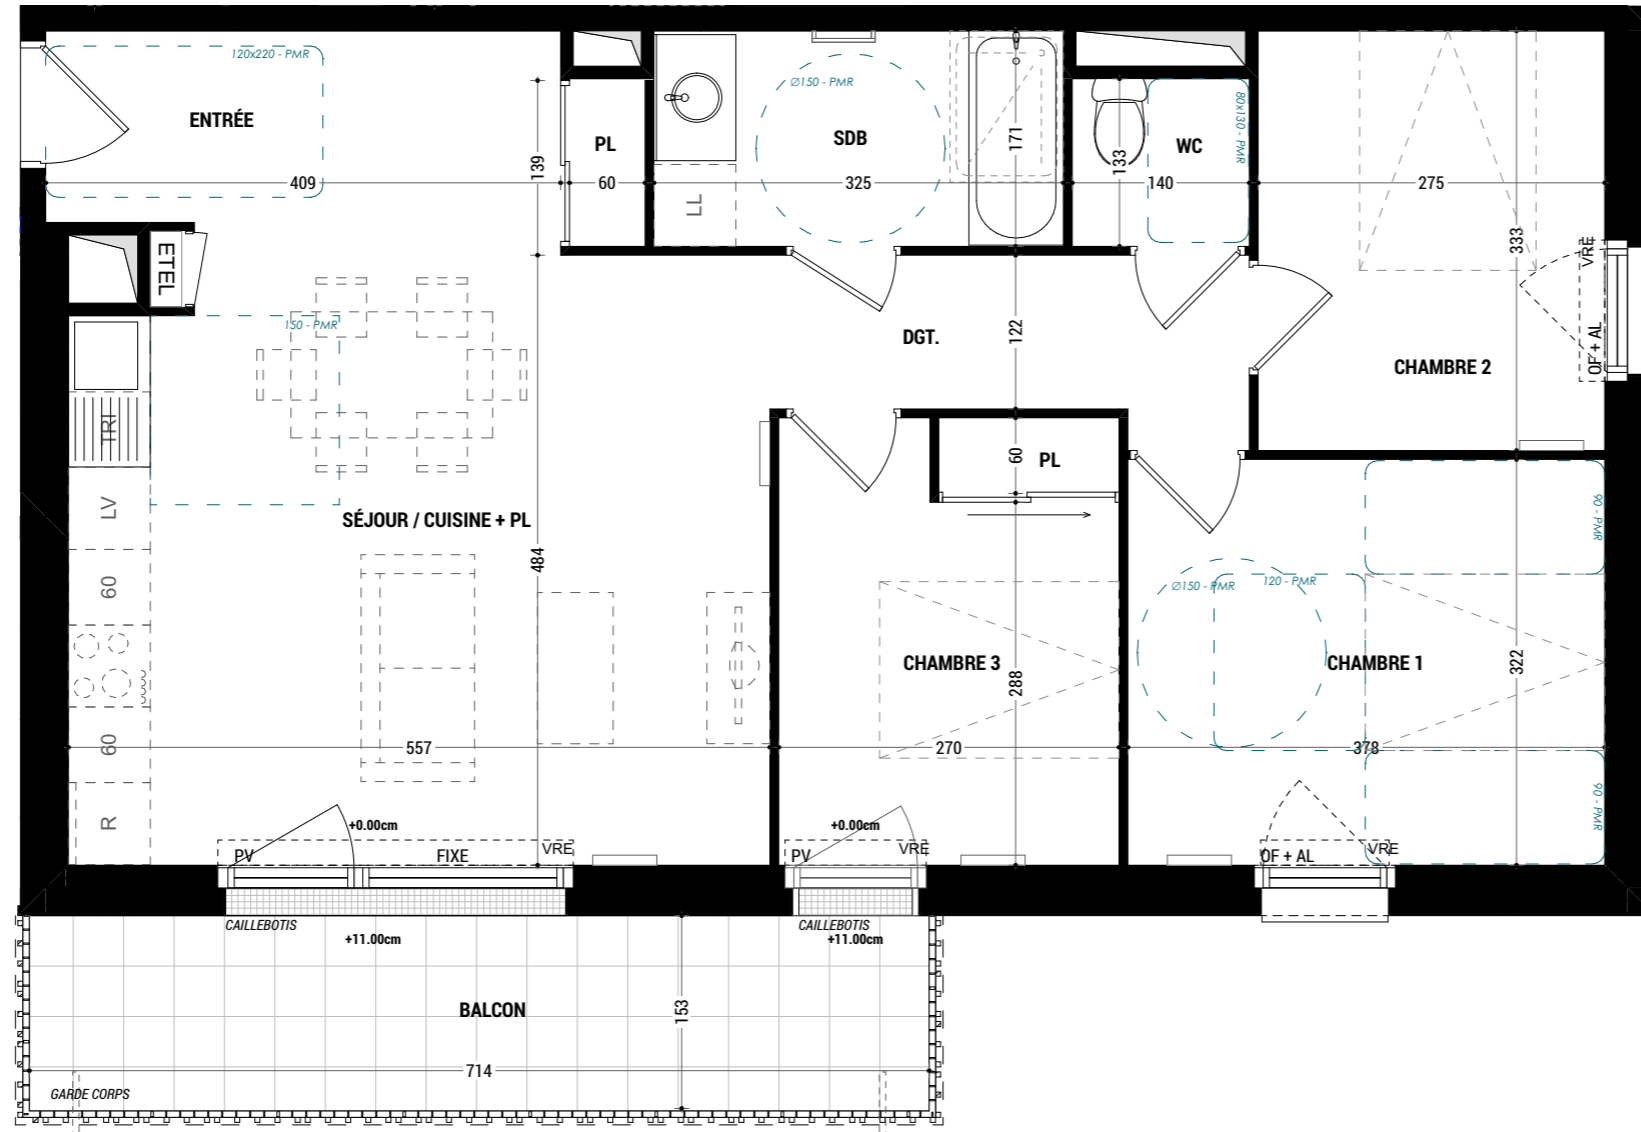 120x220 - PMR
ENTRÉE
409
139
PL
60
Ø150 - PMR
SDB
325
LL
171
133
WC
80x130 - PMR
140
275
333
VRE
OF + AL
CHAMBRE 2
ETEL
150 - PMR
DGT.
122
TRI
LV
60
60
R
SÉJOUR / CUISINE + PL
484
557
60
PL
CHAMBRE 3
288
270
90 - PMR
Ø150 - PMR
120 - PMR
CHAMBRE 1
322
378
90 - PMR
+0.00cm
PV
FIXE
VRE
+0.00cm
PV
VRE
OF + AL
VRE
CAILLEBOTIS
+11.00cm
CAILLEBOTIS
+11.00cm
BALCON
153
714
GARDE CORPS